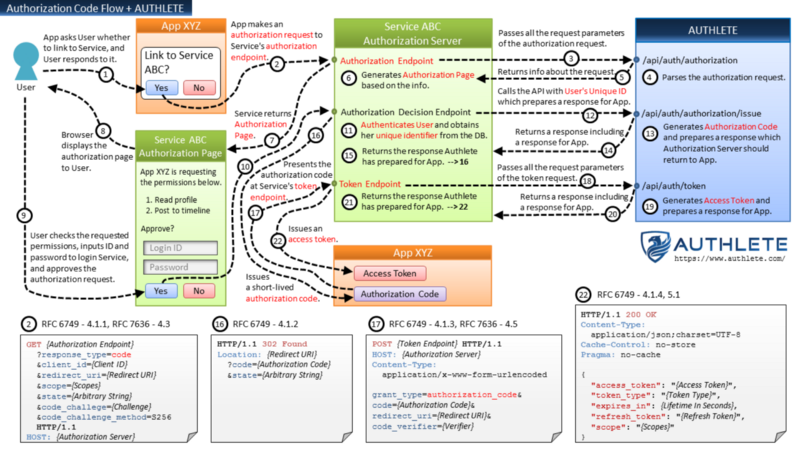 Authorization Code Flow + AUTHLETE
App asks User whether
to link to Service, and
User responds to it.
1
User
App XYZ
Link to Service
ABC?
Yes
No
App makes an
authorization request to
Service's authorization
endpoint.
2
Service ABC
Authorization Server
Authorization Endpoint
6
Generates Authorization Page
based on the info.
Authorization Decision Endpoint
11
Authenticates User and obtains
her unique identifier from the DB.
15
Returns the response Authlete
has prepared for App. -->16
Token Endpoint
21
Returns the response Authlete
has prepared for App. --> 22
Passes all the request parameters
of the authorization request.
3
Returns info about the request.
5
Calls the API with User's Unique ID
which prepares a response for App.
12
Returns a response including
a response for App.
14
Passes all the request parameters
of the token request.
18
Returns a response including
a response for App.
20
AUTHLETE
/api/auth/authorization
4
Parses the authorization request.
/api/auth/authorization/issue
13
Generates Authorization Code
and prepares a response which
Authorization Server should
return to App.
/api/auth/token
19
Generates Access Token and
prepares a response for App.
AUTHLETE
https://www.authlete.com/
8
Browser
displays the
authorization page
to User.
Service ABC
Authorization Page
App XYZ is requesting
the permissions below.
1. Read profile
2. Post to timeline
Approve?
Login ID
Password
Yes
No
Service returns
Authorization
Page.
7
10
16
Presents the
authorization code
at Service's token
endpoint.
17
22
Issues an
access token.
Issues
a short-lived
authorization code.
9
User checks the requested
permissions, inputs ID and
password to login Service,
and approves the
authorization request.
App XYZ
Access Token
Authorization Code
2
RFC 6749 - 4.1.1, RFC 7636 - 4.3
GET {Authorization Endpoint}
?response_type=code
&client_id={Client ID}
&redirect_uri={Redirect URI}
&scope={Scopes}
&state={Arbitrary String}
&code_challege={Challenge}
&code_challenge_method=S256
HTTP/1.1
HOST: {Authorization Server}
16
RFC 6749 - 4.1.2
HTTP/1.1 302 Found
Location: {Redirect URI}
?code={Authorization Code}
&state={Arbitrary String}
17
RFC 6749 - 4.1.3, RFC 7636 - 4.5
POST {Token Endpoint} HTTP/1.1
HOST: {Authorization Server}
Content-Type:
application/x-www-form-urlencoded
grant_type=authorization_code&
code={Authorization Code}&
redirect_uri={Redirect URI}&
code_verifier={Verifier}
22
RFC 6749 - 4.1.4, 5.1
HTTP/1.1 200 OK
Content-Type:
application/json;charset=UTF-8
Cache-Control: no-store
Pragma: no-cache
{
"access_token": "{Access Token}",
"token_type": "{Token Type}",
"expires_in": {Lifetime In Seconds},
"refresh_token": "{Refresh Token}",
"scope": "{Scopes}"
}